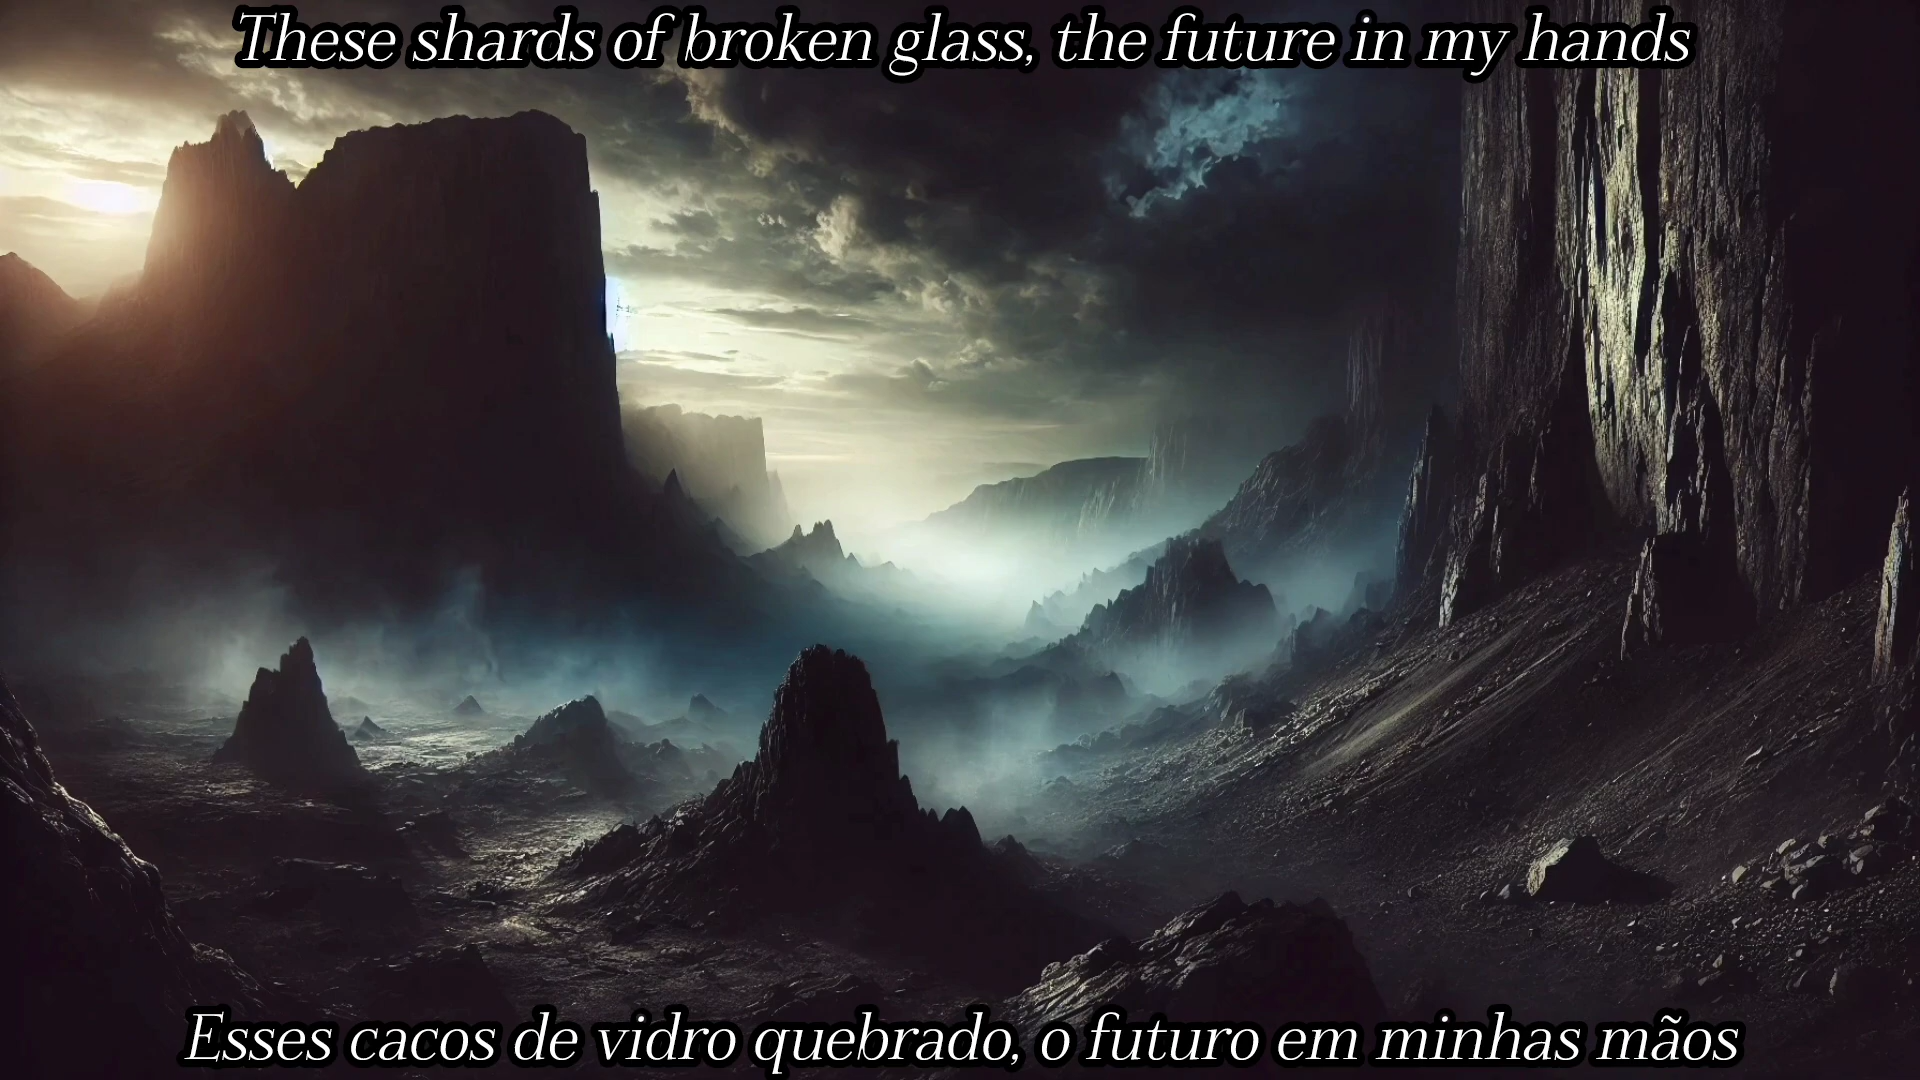 These shards of broken glass, the future in my hands
Esses cacos de vidro quebrado, o futuro em minhas mãos